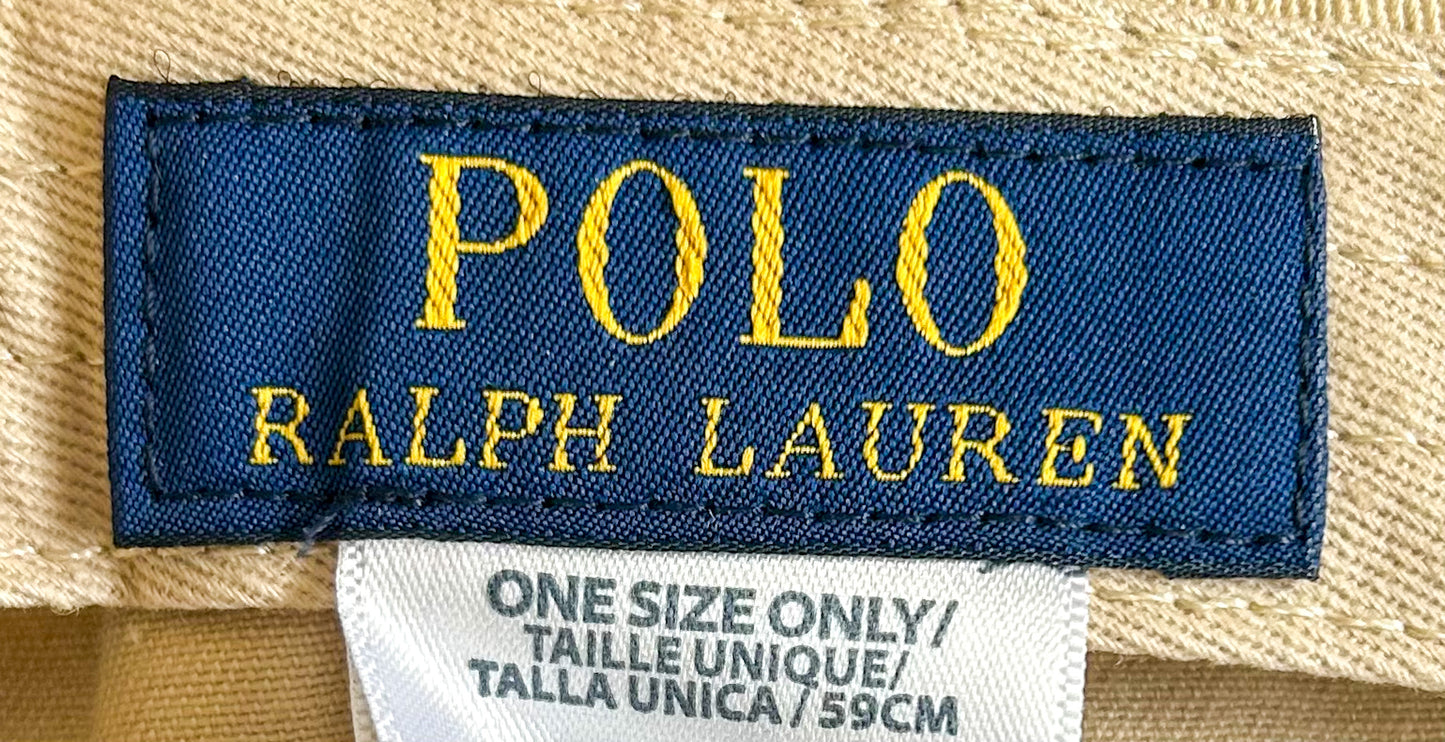 POLO
RALPH LAUREN
ONE SIZE ONLY/
TAILLE UNIQUE/
TALLA UNICA / 59CM